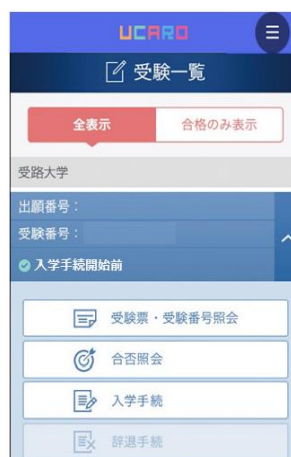 UCARO
受験一覧
全表示
合格のみ表示
受路大学
出願番号：
受験番号：
入学手続開始前
受験票・受験番号照会
合否照会
入学手続
辞退手続